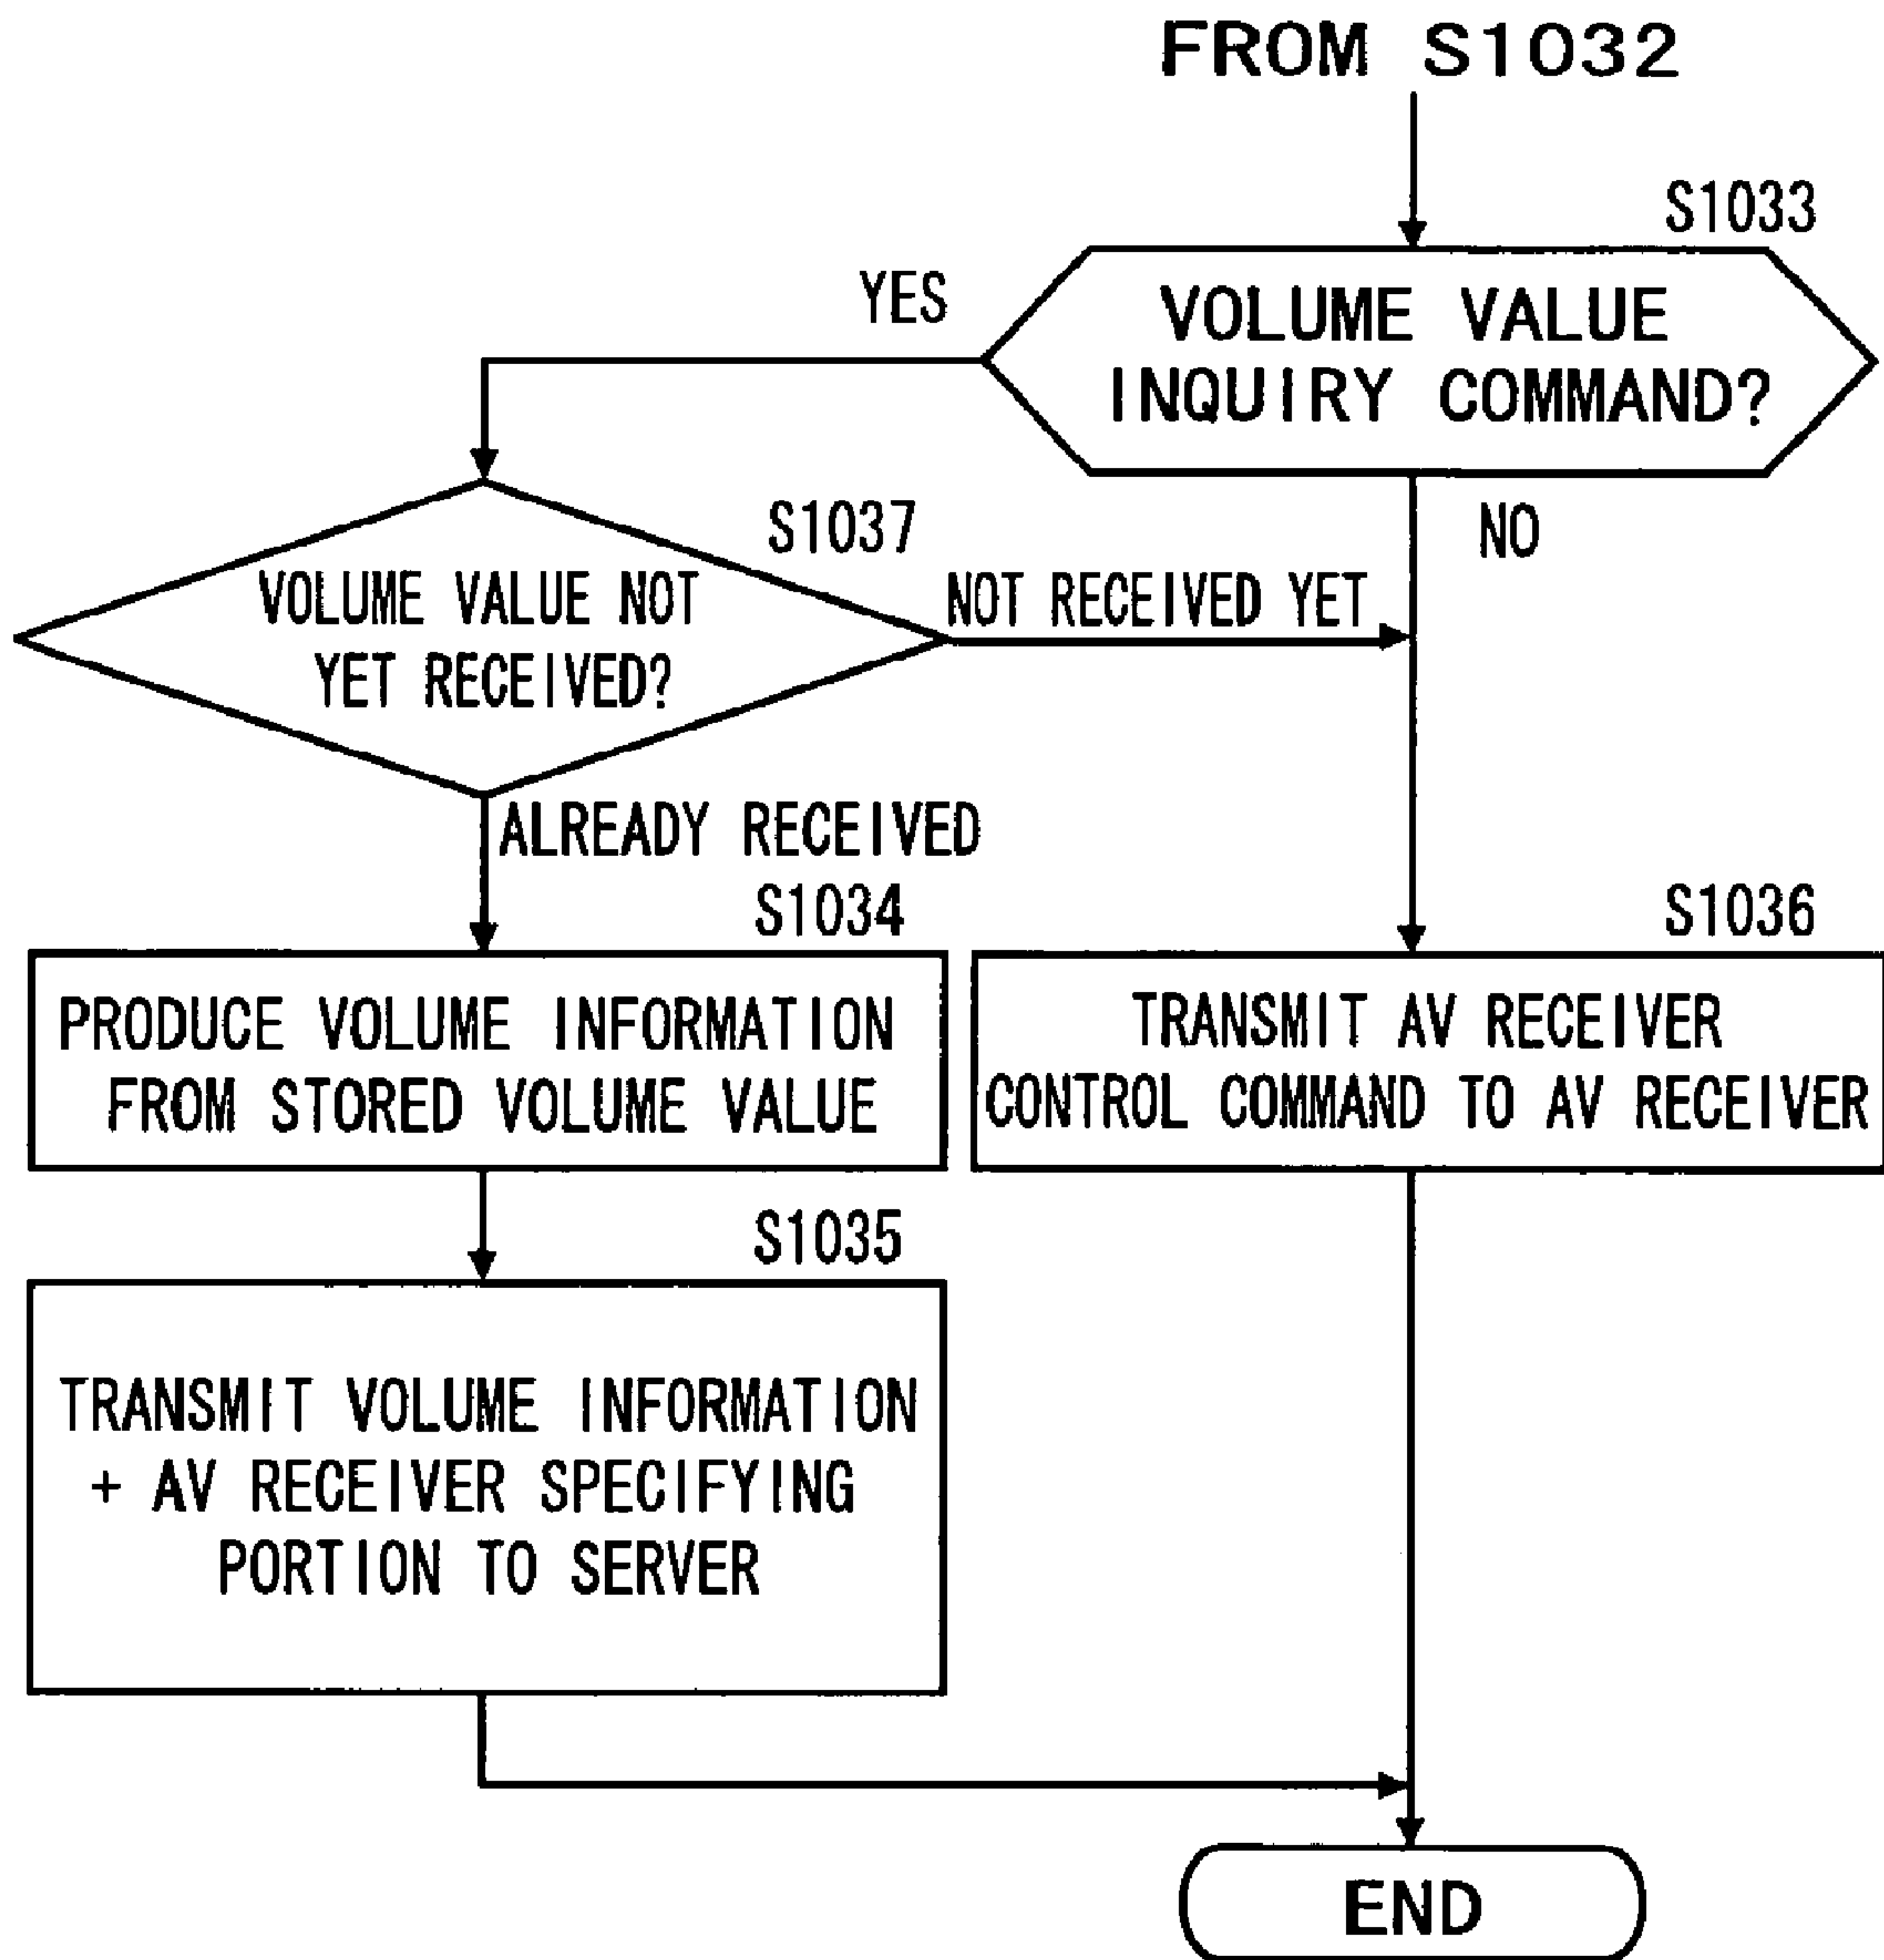 FROM S1032
S1033
YES
VOLUME VALUE
INQUIRY COMMAND?
NO
S1037
VOLUME VALUE NOT
YET RECEIVED?
NOT RECEIVED YET
ALREADY RECEIVED
S1034
PRODUCE VOLUME INFORMATION
FROM STORED VOLUME VALUE
S1036
TRANSMIT AV RECEIVER
CONTROL COMMAND TO AV RECEIVER
S1035
TRANSMIT VOLUME INFORMATION
+ AV RECEIVER SPECIFYING
PORTION TO SERVER
END